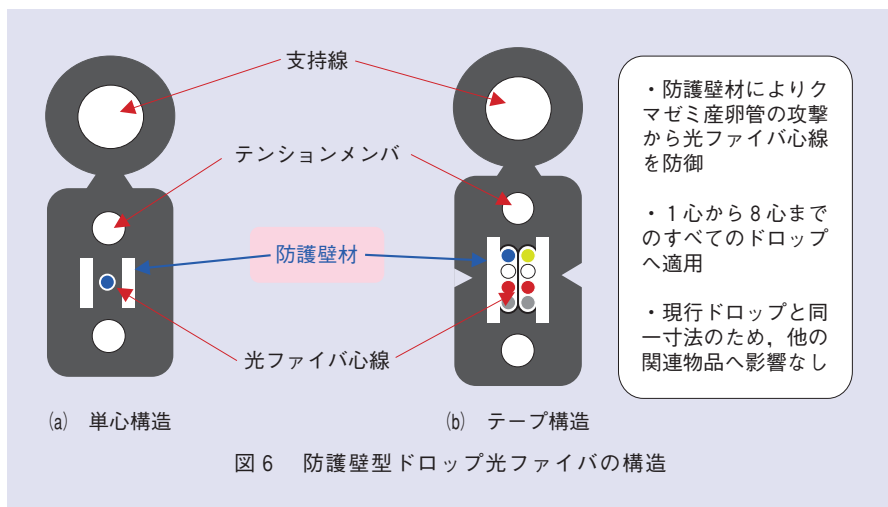 支持線
テンションメンバ
防護壁材
光ファイバ心線
・防護壁材によりク
マゼミ産卵管の攻撃
から光ファイバ心線
を防御
・１心から８心まで
のすべてのドロップ
へ適用
・現行ドロップと同
一寸法のため，他の
関連物品へ影響なし
(a) 単心構造
(b) テープ構造
図６ 防護壁型ドロップ光ファイバの構造